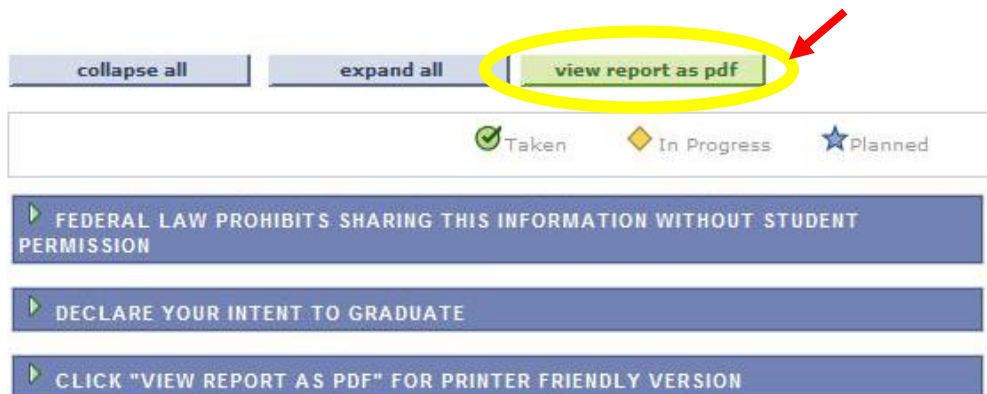 collapse all expand all view report as pdf
Taken In Progress Planned
FEDERAL LAW PROHIBITS SHARING THIS INFORMATION WITHOUT STUDENT
PERMISSION
DECLARE YOUR INTENT TO GRADUATE
CLICK "VIEW REPORT AS PDF" FOR PRINTER FRIENDLY VERSION